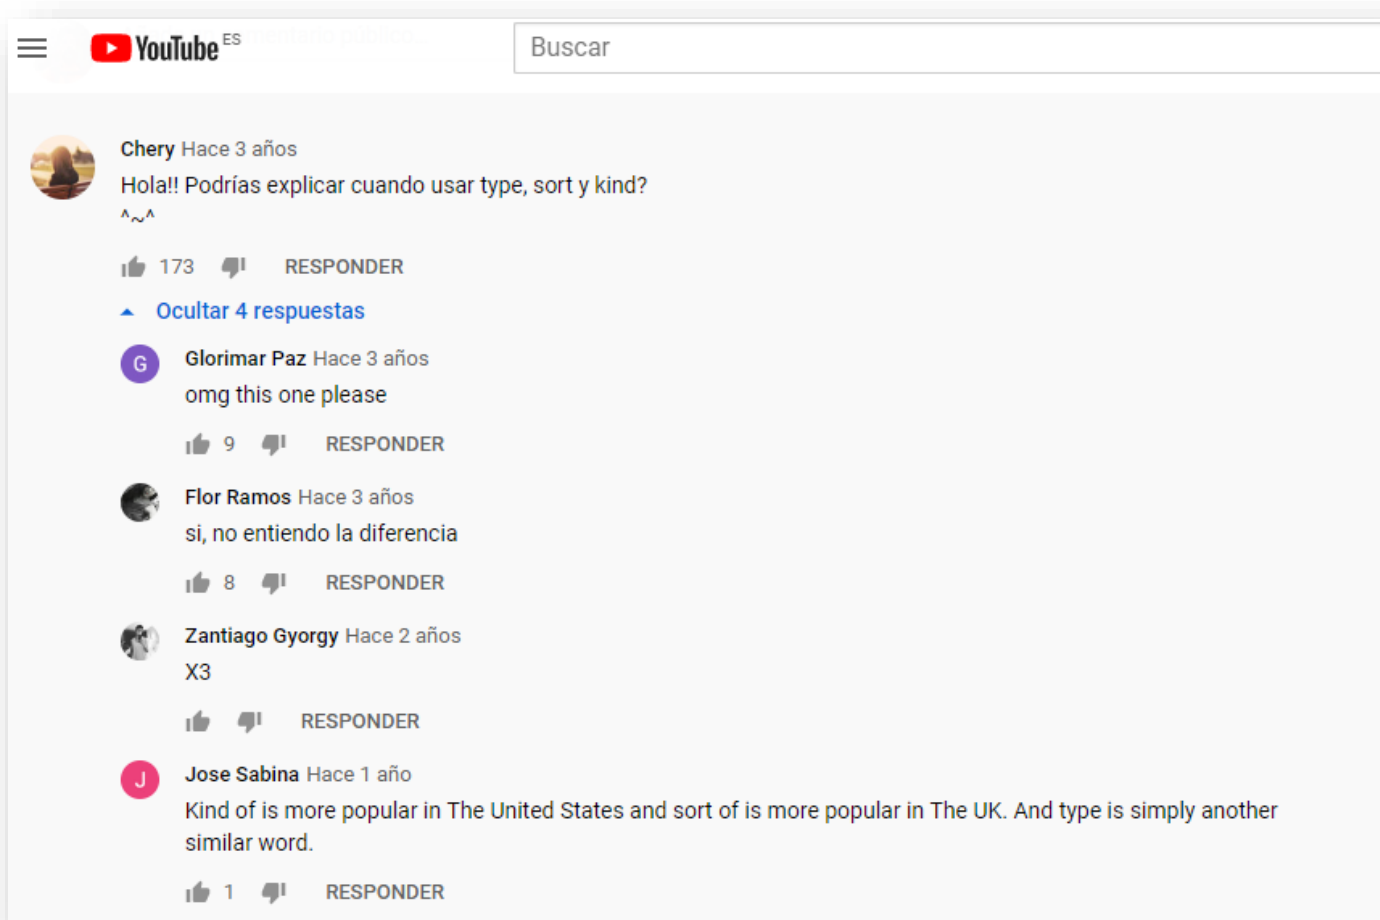 YouTube ES
Buscar
Chery Hace 3 años
Hola!! Podrías explicar cuando usar type, sort y kind?
^~^
173 RESPONDER
Ocultar 4 respuestas
G
Glorimar Paz Hace 3 años
omg this one please
9 RESPONDER
Flor Ramos Hace 3 años
si, no entiendo la diferencia
8 RESPONDER
Zantiago Gyorgy Hace 2 años
X3
RESPONDER
J
Jose Sabina Hace 1 año
Kind of is more popular in The United States and sort of is more popular in The UK. And type is simply another
similar word.
1 RESPONDER